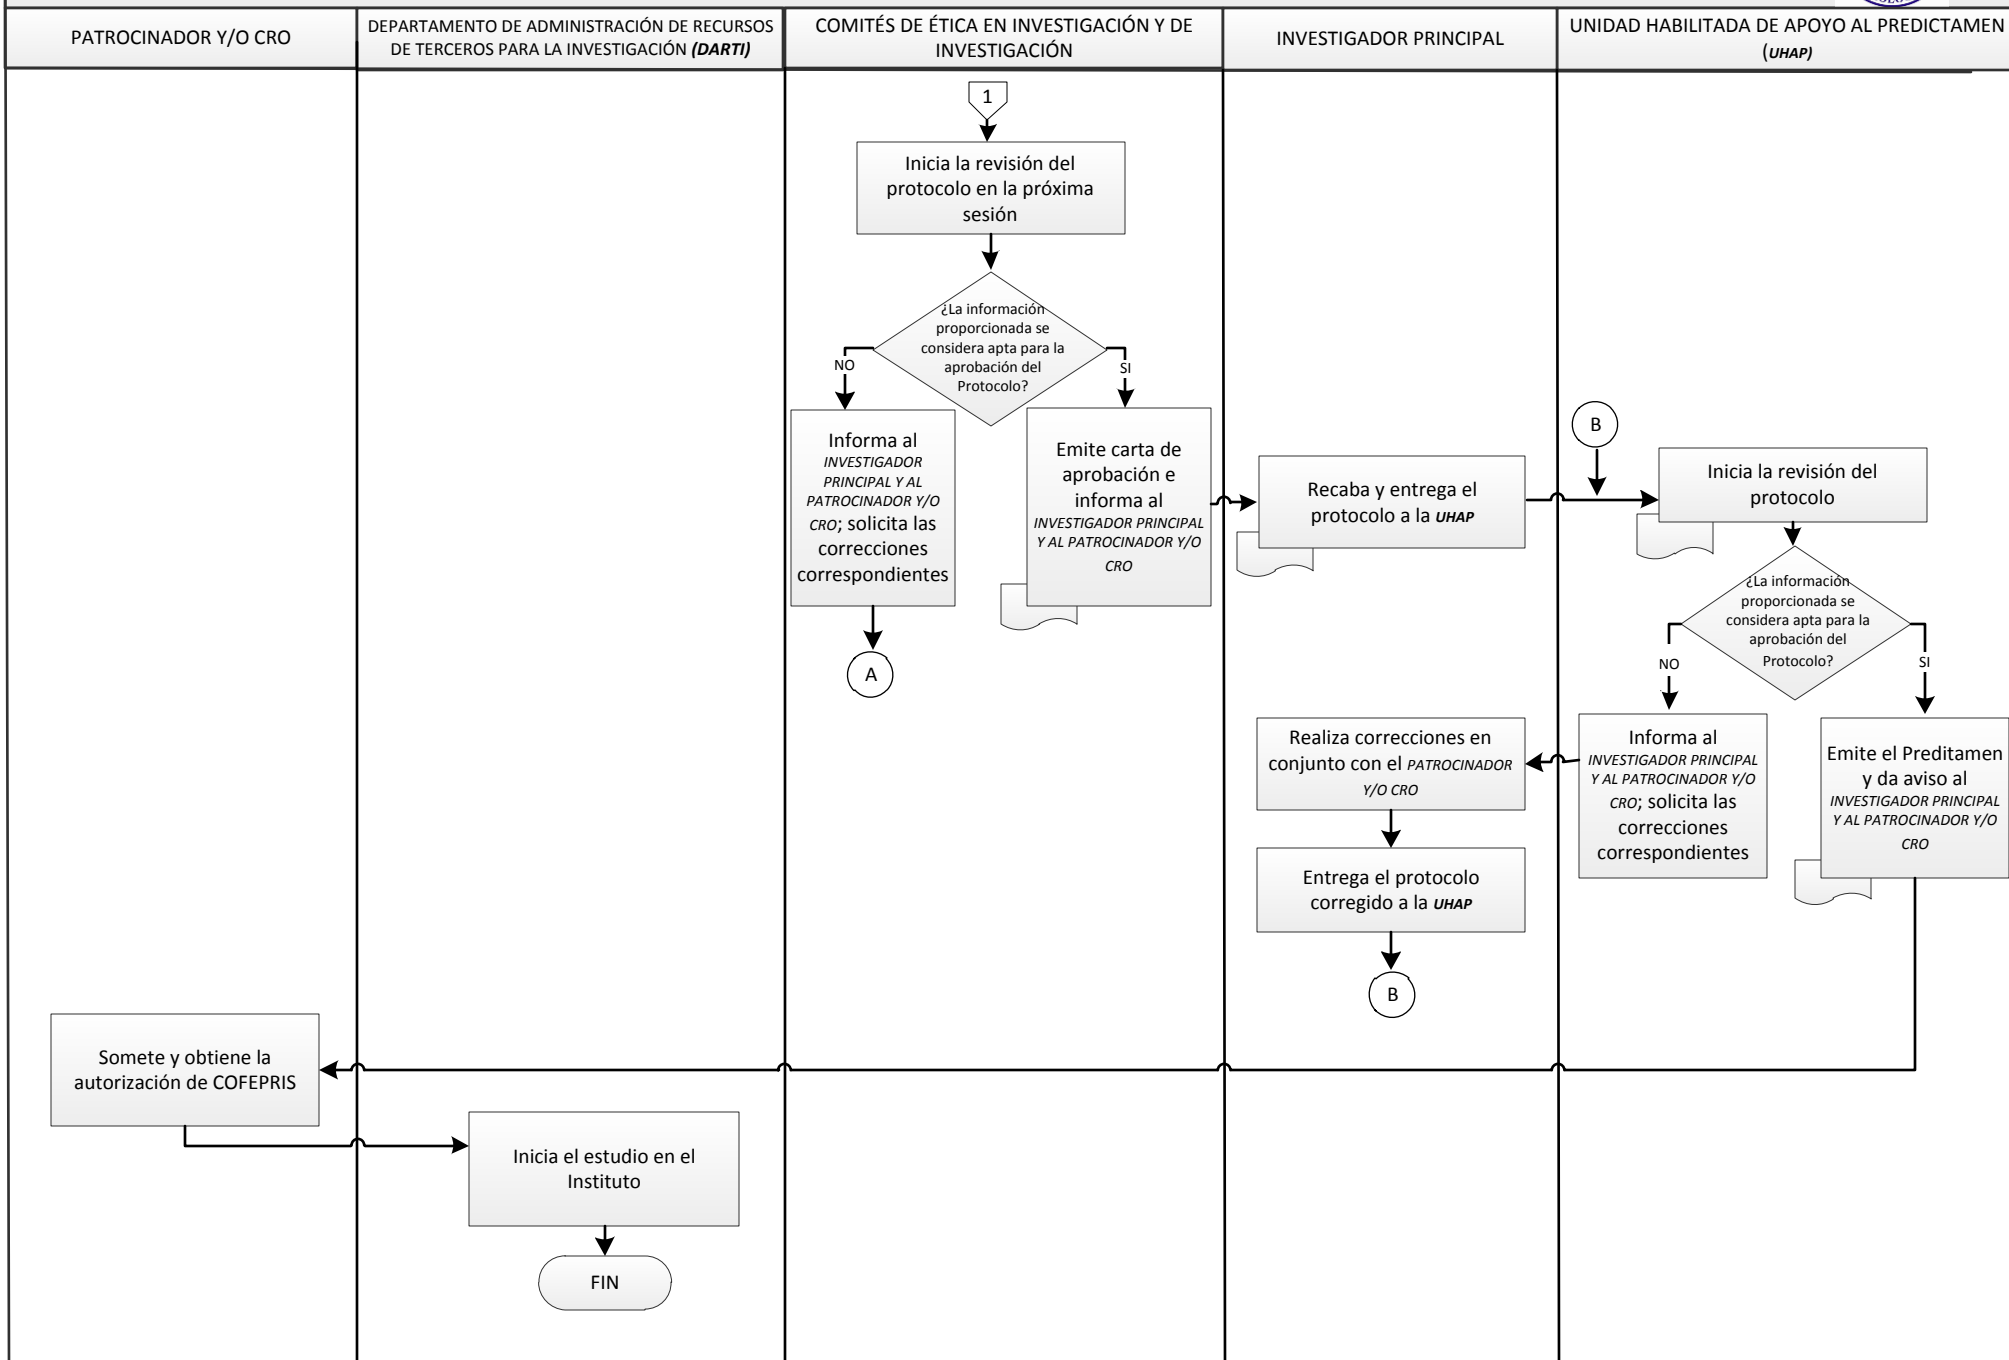 PATROCINADOR Y/O CRO
DEPARTAMENTO DE ADMINISTRACIÓN DE RECURSOS
DE TERCEROS PARA LA INVESTIGACIÓN (DARTI)
COMITÉS DE ÉTICA EN INVESTIGACIÓN Y DE
INVESTIGACIÓN
INVESTIGADOR PRINCIPAL
UNIDAD HABILITADA DE APOYO AL PREDICTAMEN
(UHAP)
1
Inicia la revisión del
protocolo en la próxima
sesión
¿La información
proporcionada se
considera apta para la
aprobación del
Protocolo?
NO
SI
Informa al
INVESTIGADOR
PRINCIPAL Y AL
PATROCINADOR Y/O
CRO; solicita las
correcciones
correspondientes
A
Emite carta de
aprobación e
informa al
INVESTIGADOR PRINCIPAL
Y AL PATROCINADOR Y/O
CRO
Recaba y entrega el
protocolo a la UHAP
B
Inicia la revisión del
protocolo
¿La información
proporcionada se
considera apta para la
aprobación del
Protocolo?
NO
SI
Informa al
INVESTIGADOR PRINCIPAL
Y AL PATROCINADOR Y/O
CRO; solicita las
correcciones
correspondientes
Emite el Preditamen
y da aviso al
INVESTIGADOR PRINCIPAL
Y AL PATROCINADOR Y/O
CRO
Realiza correcciones en
conjunto con el PATROCINADOR
Y/O CRO
Entrega el protocolo
corregido a la UHAP
B
Somete y obtiene la
autorización de COFEPRIS
Inicia el estudio en el
Instituto
FIN